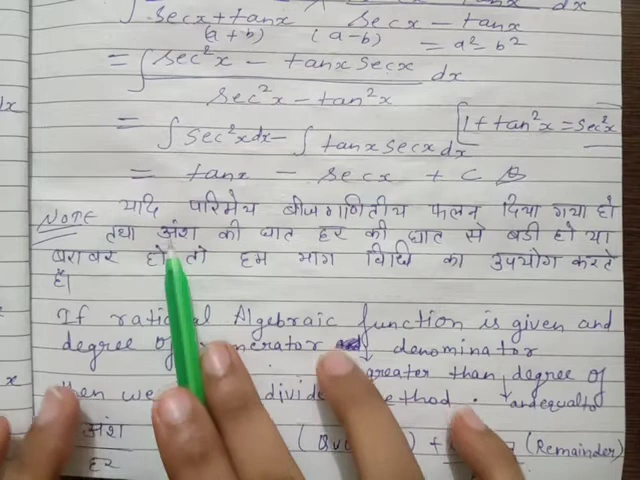 ∫ secx + tanx secx - tanx dx
(a+b) (a-b) = a² - b²
= ∫ sec²x - tanx secx dx
sec²x - tan²x
= ∫ sec²x dx - ∫ tanx secx dx [1 + tan²x = sec²x
= tanx - secx + C
NOTE यदि परिमेय बीजगणितीय फलन दिया गया हो
तथा अंश की घात हर की घात से बडी हो या
बराबर हो तो हम भाग विधि का उपयोग करते
हैं।
If Algebraic function is given and
degree of denominator
greater than degree of
then we method. and equal to
अंश + (Remainder)
हर